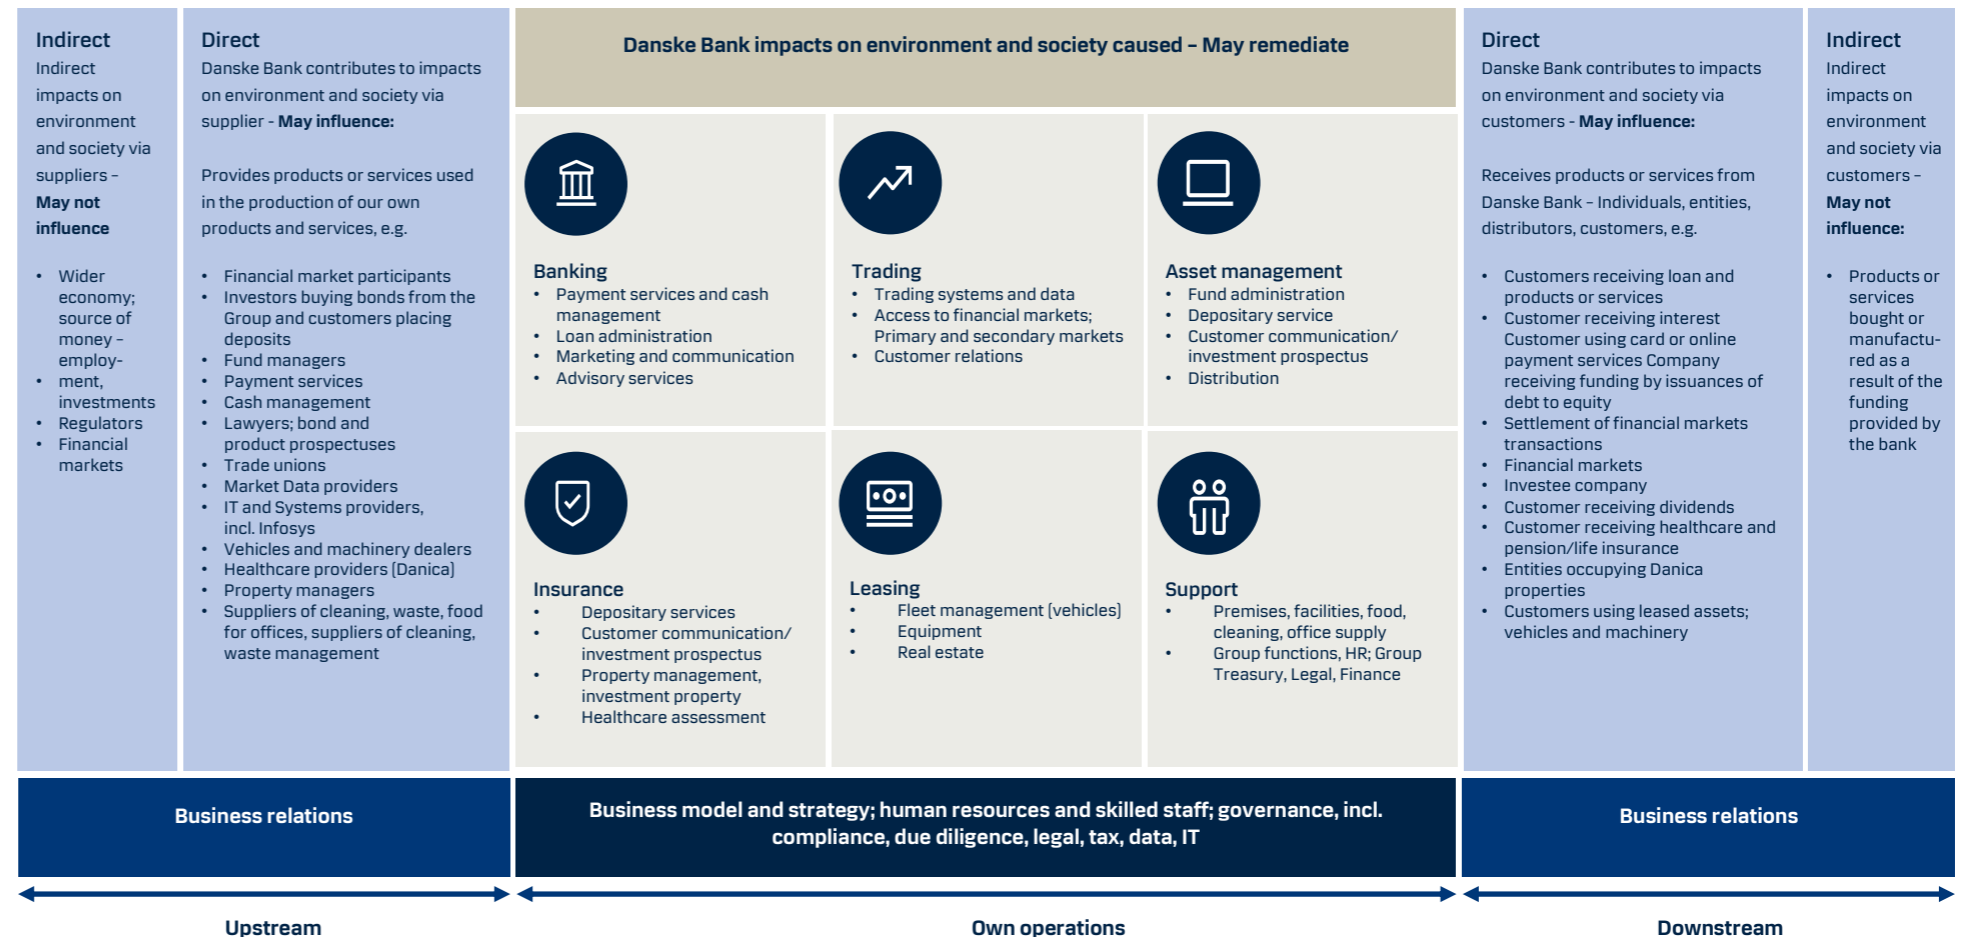 Indirect
Indirect
impacts on
environment
and society via
suppliers –
May not
influence
• Wider
economy;
source of
money –
employ-
• ment,
investments
• Regulators
• Financial
markets
Direct
Danske Bank contributes to impacts
on environment and society via
supplier - May influence:
Provides products or services used
in the production of our own
products and services, e.g.
• Financial market participants
• Investors buying bonds from the
Group and customers placing
deposits
• Fund managers
• Payment services
• Cash management
• Lawyers; bond and
product prospectuses
• Trade unions
• Market Data providers
• IT and Systems providers,
incl. Infosys
• Vehicles and machinery dealers
• Healthcare providers (Danica)
• Property managers
• Suppliers of cleaning, waste, food
for offices, suppliers of cleaning,
waste management
Danske Bank impacts on environment and society caused – May remediate
Banking
• Payment services and cash
management
• Loan administration
• Marketing and communication
• Advisory services
Trading
• Trading systems and data
• Access to financial markets;
Primary and secondary markets
• Customer relations
Asset management
• Fund administration
• Depositary service
• Customer communication/
investment prospectus
• Distribution
Insurance
• Depositary services
• Customer communication/
investment prospectus
• Property management,
investment property
• Healthcare assessment
Leasing
• Fleet management (vehicles)
• Equipment
• Real estate
Support
• Premises, facilities, food,
cleaning, office supply
• Group functions, HR; Group
Treasury, Legal, Finance
Direct
Danske Bank contributes to impacts
on environment and society via
customers - May influence:
Receives products or services from
Danske Bank – Individuals, entities,
distributors, customers, e.g.
• Customers receiving loan and
products or services
• Customer receiving interest
Customer using card or online
payment services Company
receiving funding by issuances of
debt to equity
• Settlement of financial markets
transactions
• Financial markets
• Investee company
• Customer receiving dividends
• Customer receiving healthcare and
pension/life insurance
• Entities occupying Danica
properties
• Customers using leased assets;
vehicles and machinery
Indirect
Indirect
impacts on
environment
and society via
customers –
May not
influence:
• Products or
services
bought or
manufactu-
red as a
result of the
funding
provided by
the bank
Business relations
Business model and strategy; human resources and skilled staff; governance, incl.
compliance, due diligence, legal, tax, data, IT
Business relations
Upstream
Own operations
Downstream